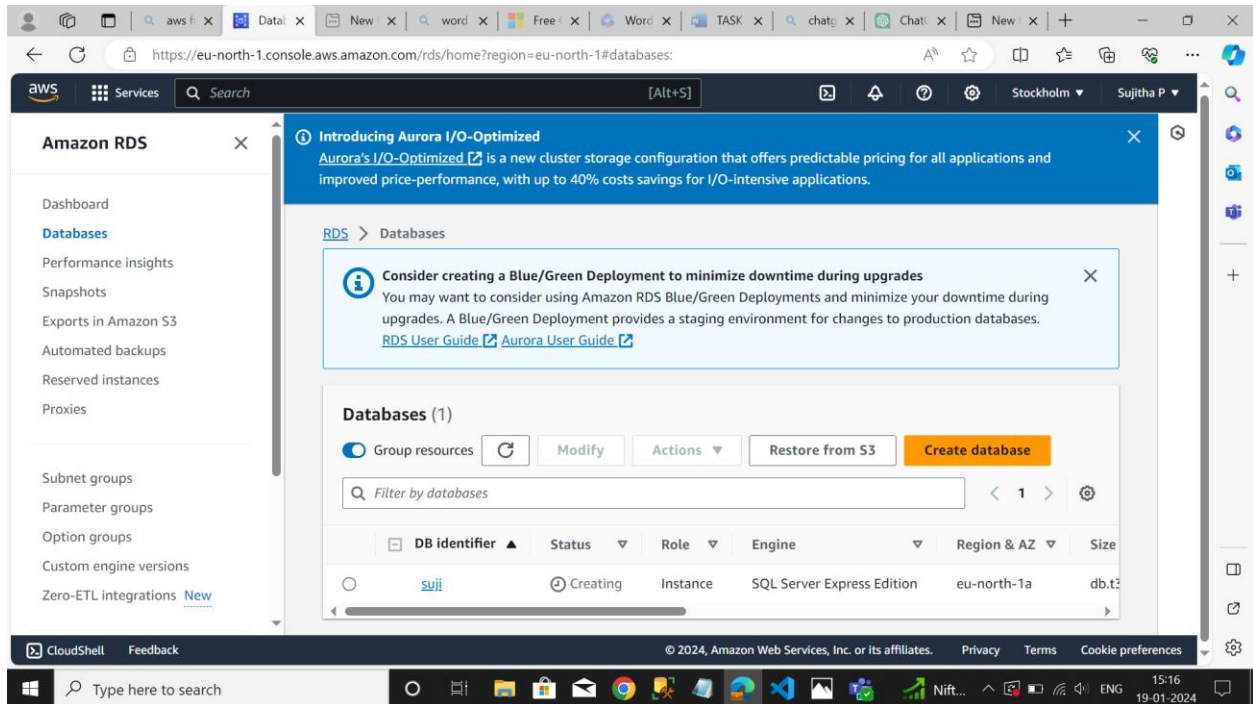 aws fi
Datal
New
word
Free
Word
TASK
chatg
Chat
New
https://eu-north-1.console.aws.amazon.com/rds/home?region=eu-north-1#databases:
aws
Services
Search
[Alt+S]
Stockholm ▼
Sujitha P ▼
Amazon RDS
Dashboard
Databases
Performance insights
Snapshots
Exports in Amazon S3
Automated backups
Reserved instances
Proxies
Subnet groups
Parameter groups
Option groups
Custom engine versions
Zero-ETL integrations New
Introducing Aurora I/O-Optimized
Aurora's I/O-Optimized is a new cluster storage configuration that offers predictable pricing for all applications and
improved price-performance, with up to 40% costs savings for I/O-intensive applications.
RDS > Databases
Consider creating a Blue/Green Deployment to minimize downtime during upgrades
You may want to consider using Amazon RDS Blue/Green Deployments and minimize your downtime during
upgrades. A Blue/Green Deployment provides a staging environment for changes to production databases.
RDS User Guide Aurora User Guide
Databases (1)
Group resources
Modify
Actions ▼
Restore from S3
Create database
Filter by databases
< 1 >
DB identifier ▲ Status Role Engine Region & AZ Size
suji Creating Instance SQL Server Express Edition eu-north-1a db.t3
CloudShell Feedback
© 2024, Amazon Web Services, Inc. or its affiliates. Privacy Terms Cookie preferences
Type here to search
Nift...
ENG
15:16
19-01-2024